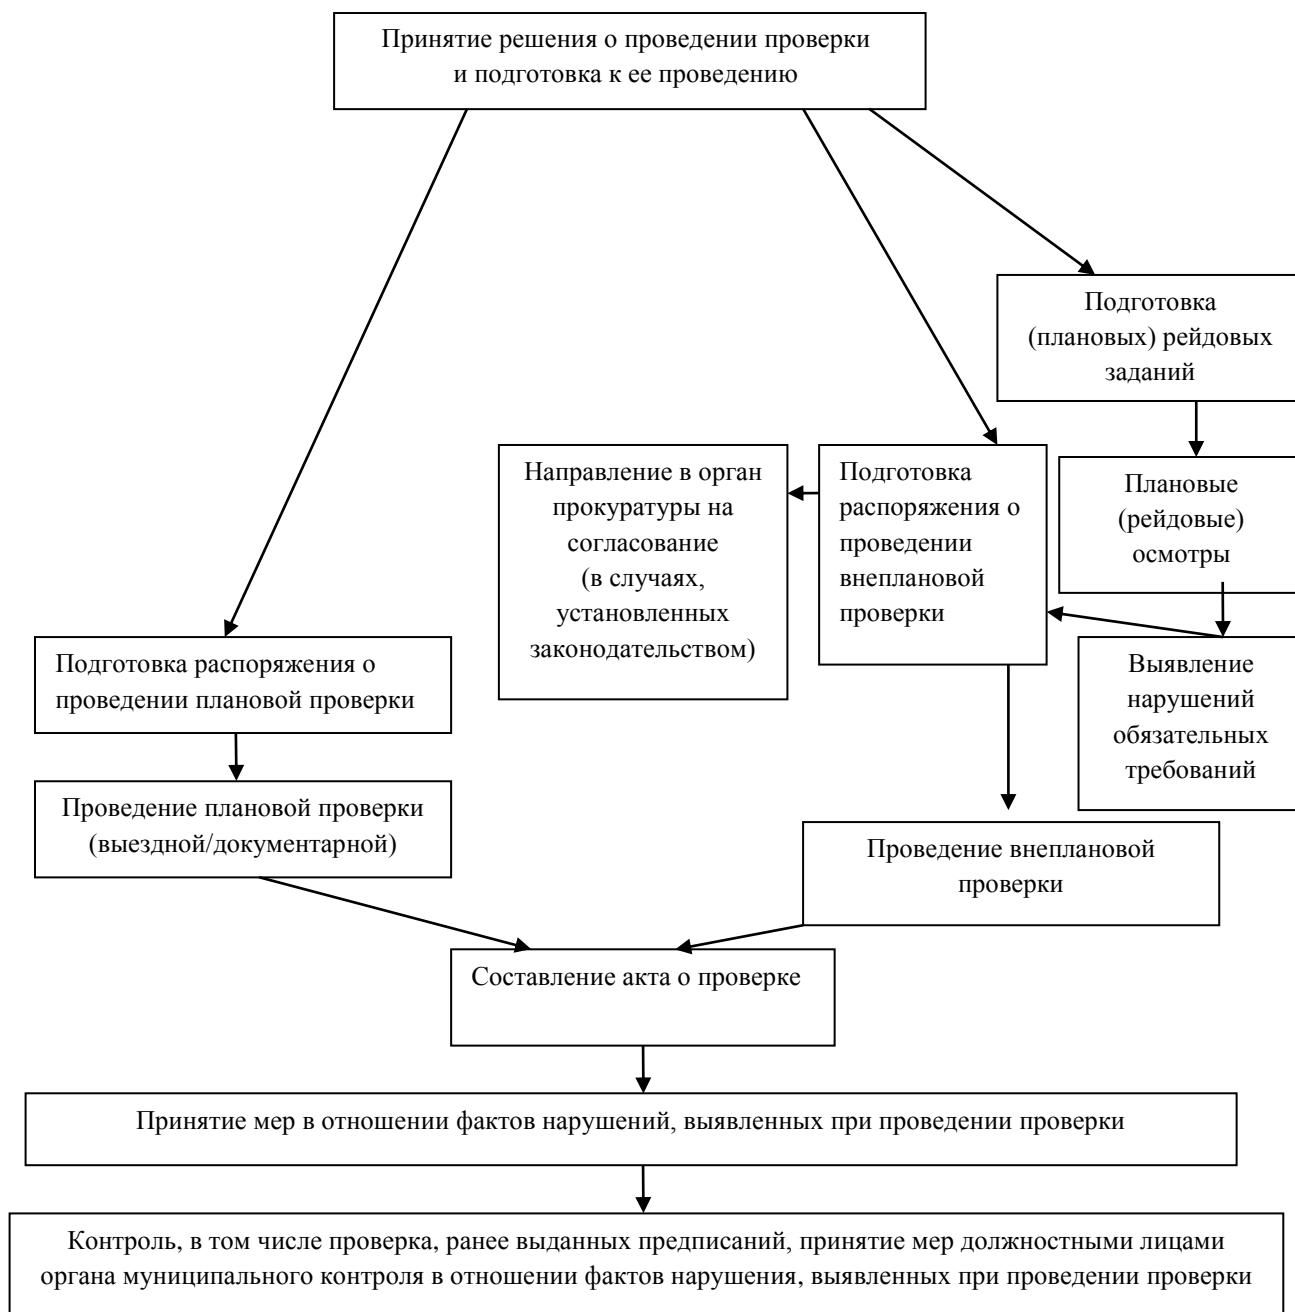 Принятие решения о проведении проверки
и подготовка к ее проведению
Подготовка
(плановых) рейдовых
заданий
Направление в орган
прокуратуры на
согласование
(в случаях,
установленных
законодательством)
Подготовка
распоряжения о
проведении
внеплановой
проверки
Плановые
(рейдовые)
осмотры
Подготовка распоряжения о
проведении плановой проверки
Выявление
нарушений
обязательных
требований
Проведение плановой проверки
(выездной/документарной)
Проведение внеплановой
проверки
Составление акта о проверке
Принятие мер в отношении фактов нарушений, выявленных при проведении проверки
Контроль, в том числе проверка, ранее выданных предписаний, принятие мер должностными лицами
органа муниципального контроля в отношении фактов нарушения, выявленных при проведении проверки